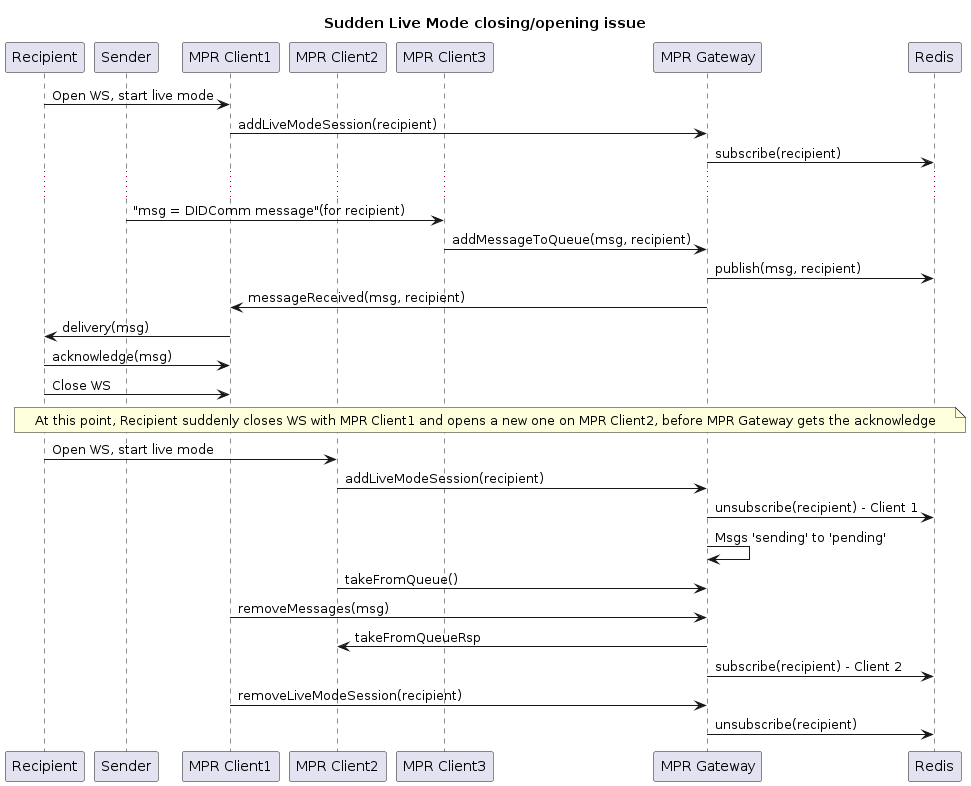 Sudden Live Mode closing/opening issue
Recipient Sender MPR Client1 MPR Client2 MPR Client3 MPR Gateway Redis
Open WS, start live mode
addLiveModeSession(recipient)
subscribe(recipient)
"msg = DIDComm message"(for recipient)
addMessageToQueue(msg, recipient)
publish(msg, recipient)
messageReceived(msg, recipient)
delivery(msg)
acknowledge(msg)
Close WS
At this point, Recipient suddenly closes WS with MPR Client1 and opens a new one on MPR Client2, before MPR Gateway gets the acknowledge
Open WS, start live mode
addLiveModeSession(recipient)
unsubscribe(recipient) - Client 1
Msgs 'sending' to 'pending'
takeFromQueue()
removeMessages(msg)
takeFromQueueRsp
subscribe(recipient) - Client 2
removeLiveModeSession(recipient)
unsubscribe(recipient)
Recipient Sender MPR Client1 MPR Client2 MPR Client3 MPR Gateway Redis